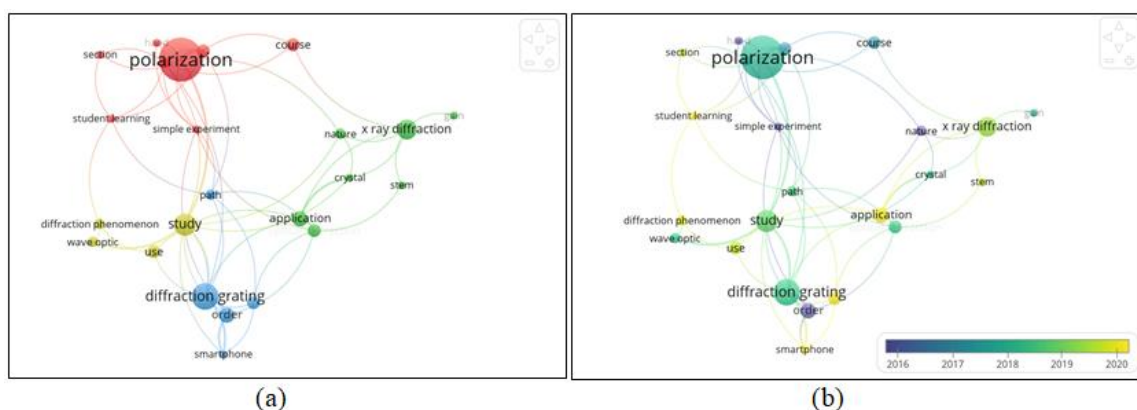 section
polarization
course
student learning
simple experiment
nature
x ray diffraction
crystal
stem
path
diffraction phenomenon
study
application
wave optic
use
diffraction grating
order
smartphone
(a)
section
polarization
course
student learning
simple experiment
nature
x ray diffraction
crystal
stem
path
diffraction phenomenon
study
application
wave optic
use
diffraction grating
order
smartphone
2016 2017 2018 2019 2020
(b)